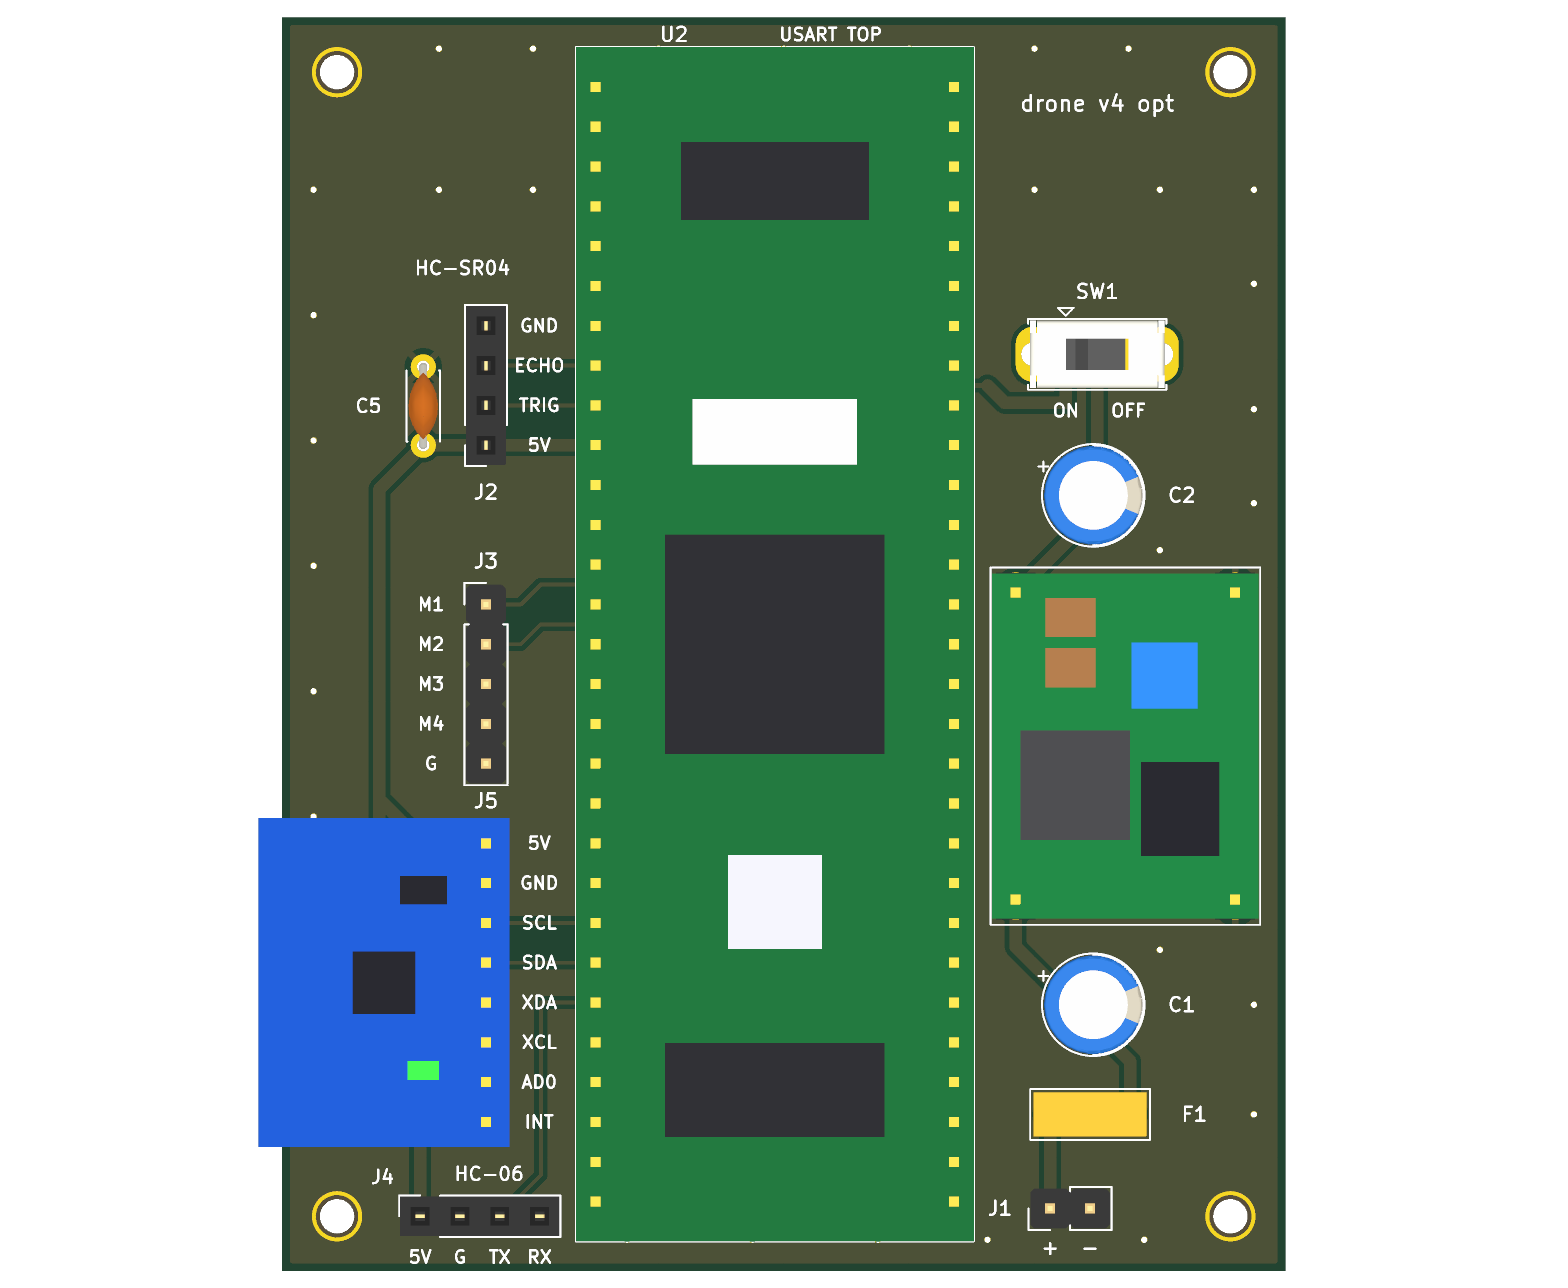 U2 USART TOP
drone v4 opt
HC-SR04
SW1
GND
ECHO
C5
TRIG
ON OFF
5V
+
J2
C2
J3
M1
M2
M3
M4
G
J5
5V
GND
SCL
SDA
+
XDA
C1
XCL
AD0
INT
F1
J4
HC-06
J1
5V G TX RX
+ -